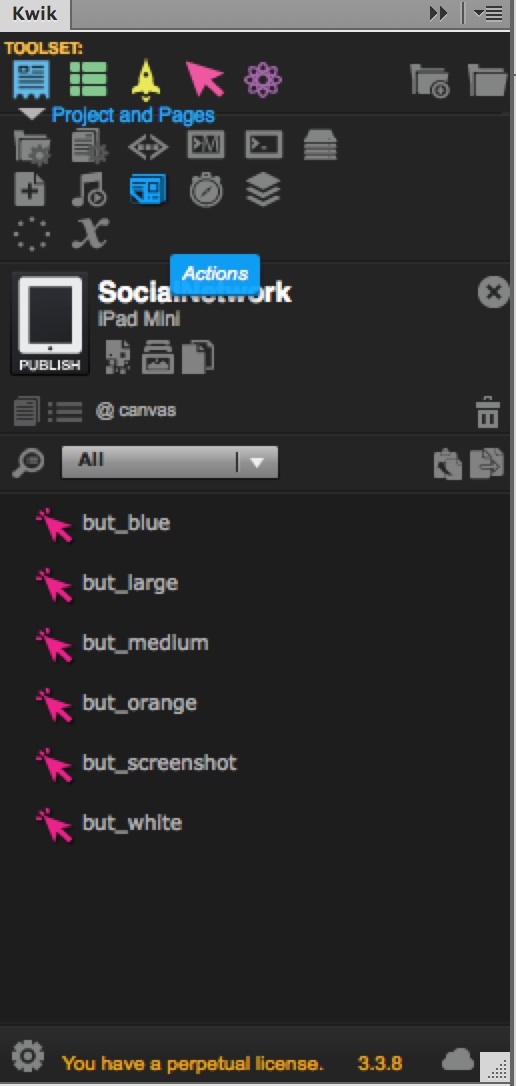 Kwik
TOOLSET:
Project and Pages
Actions
SocialNetwork
iPad Mini
PUBLISH
@ canvas
All
but_blue
but_large
but_medium
but_orange
but_screenshot
but_white
You have a perpetual license. 3.3.8